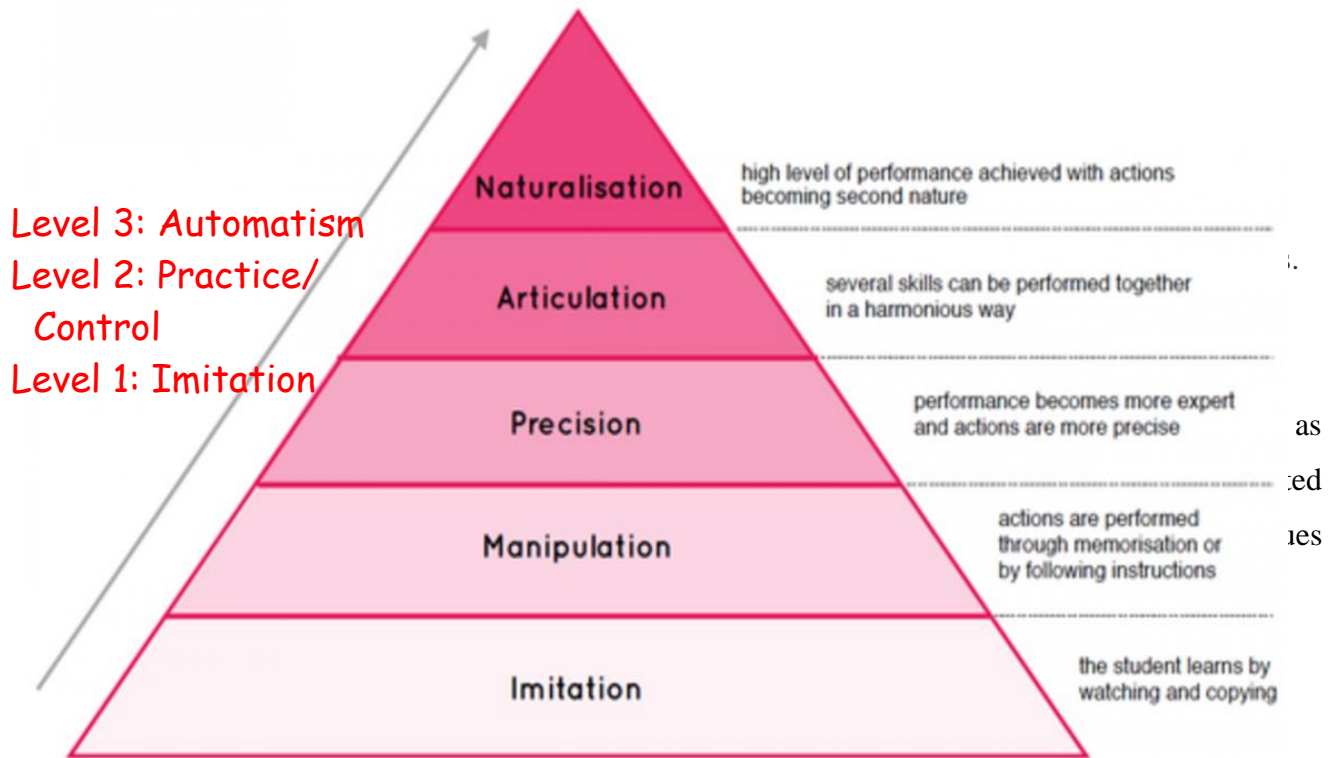 Naturalisation
high level of performance achieved with actions
becoming second nature
Level 3: Automatism
Level 2: Practice/
Control
Level 1: Imitation
Articulation
several skills can be performed together
in a harmonious way
Precision
performance becomes more expert
and actions are more precise
as
Manipulation
actions are performed
through memorisation or
by following instructions
Imitation
the student learns by
watching and copying